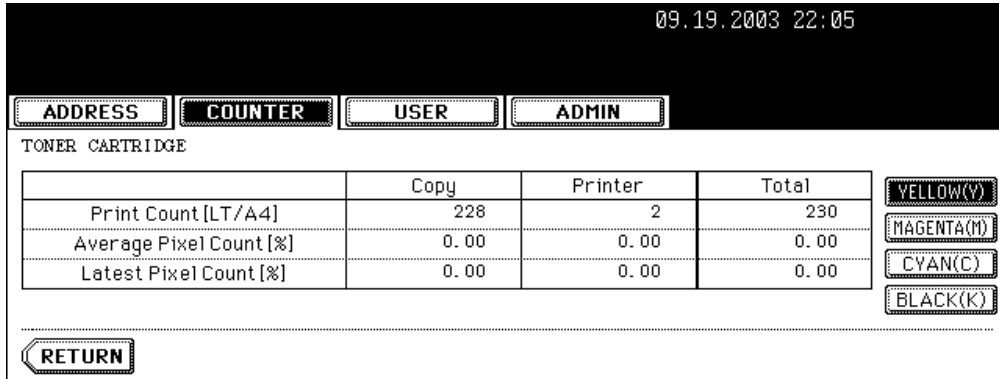 09.19.2003 22:05
ADDRESS COUNTER USER ADMIN
TONER CARTRIDGE
Copy Printer Total
Print Count[LT/A4] 228 2 230
Average Pixel Count[%] 0.00 0.00 0.00
Latest Pixel Count[%] 0.00 0.00 0.00
YELLOW(Y)
MAGENTA(M)
CYAN(C)
BLACK(K)
RETURN